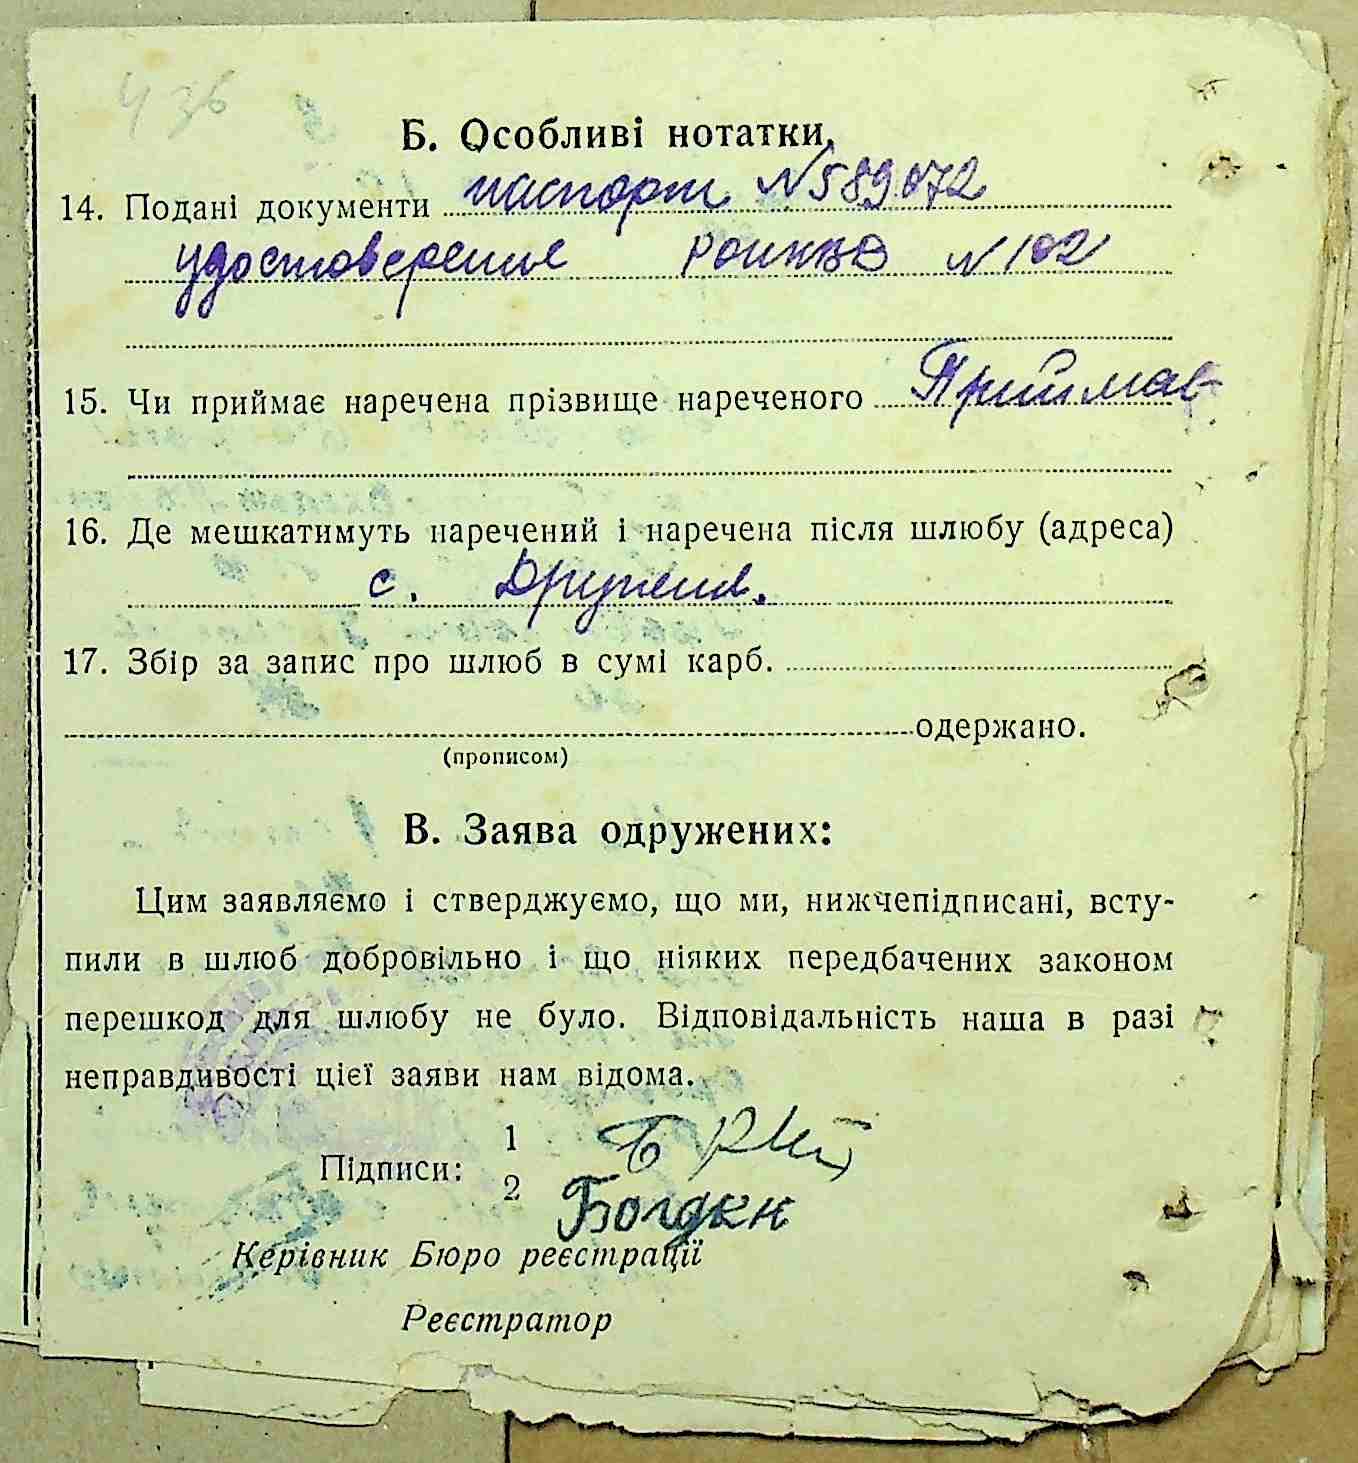 436
Б. Особливі нотатки.
14. Подані документи паспорт N589072
удостоверение N 102
15. Чи приймає наречена прізвище нареченого Приймає
16. Де мешкатимуть наречений і наречена після шлюбу (адреса)
с. Дружня.
17. Збір за запис про шлюб в сумі карб.
одержано.
(прописом)
В. Заява одружених:
Цим заявляємо і стверджуємо, що ми, нижчепідписані, всту-
пили в шлюб добровільно і що ніяких передбачених законом
перешкод для шлюбу не було. Відповідальність наша в разі
неправдивості цієї заяви нам відома.
Підписи: 1
2 Богдан
Керівник Бюро реєстрації
Реєстратор